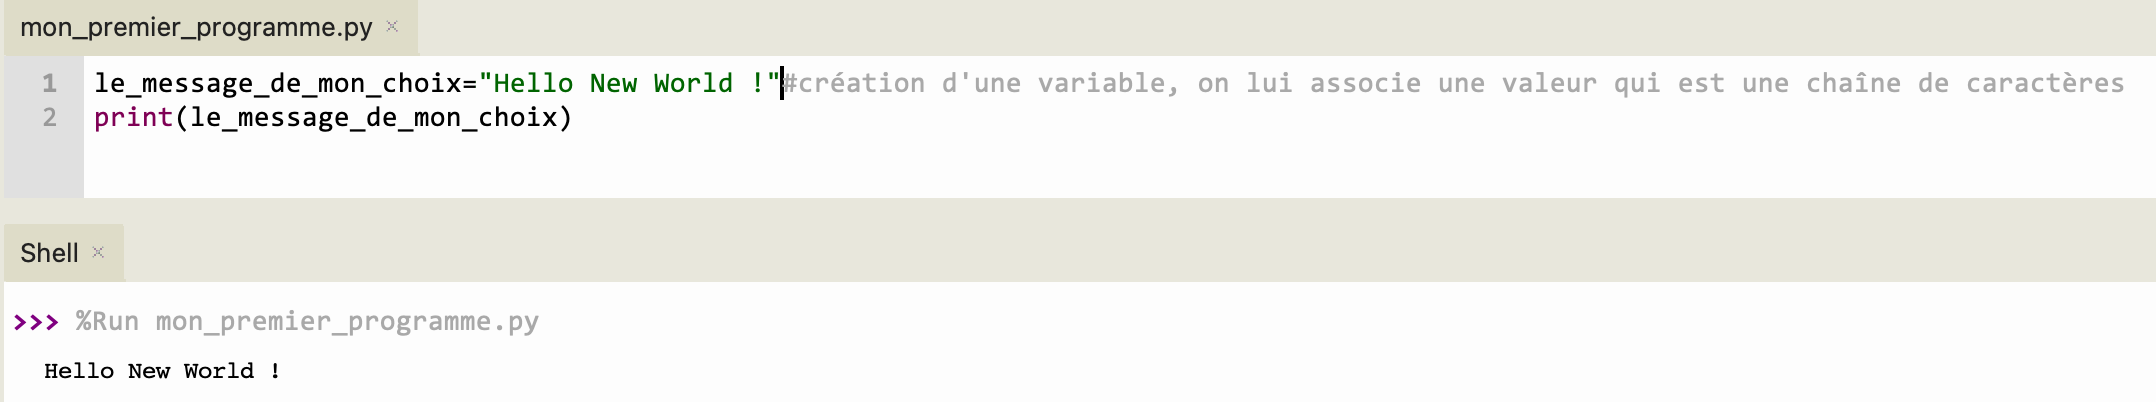 mon_premier_programme.py ×
1 le_message_de_mon_choix="Hello New World !"#création d'une variable, on lui associe une valeur qui est une chaîne de caractères
2 print(le_message_de_mon_choix)
Shell ×
>>> %Run mon_premier_programme.py
Hello New World !